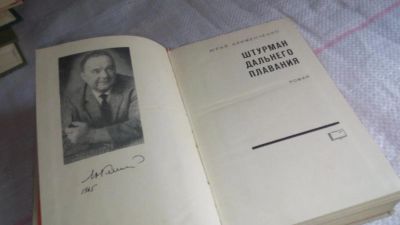 ЮРИЙ КЛИМЕНЧЕНКО
ШТУРМАН
ДАЛЬНЕГО
ПЛАВАНИЯ
РОМАН
1965